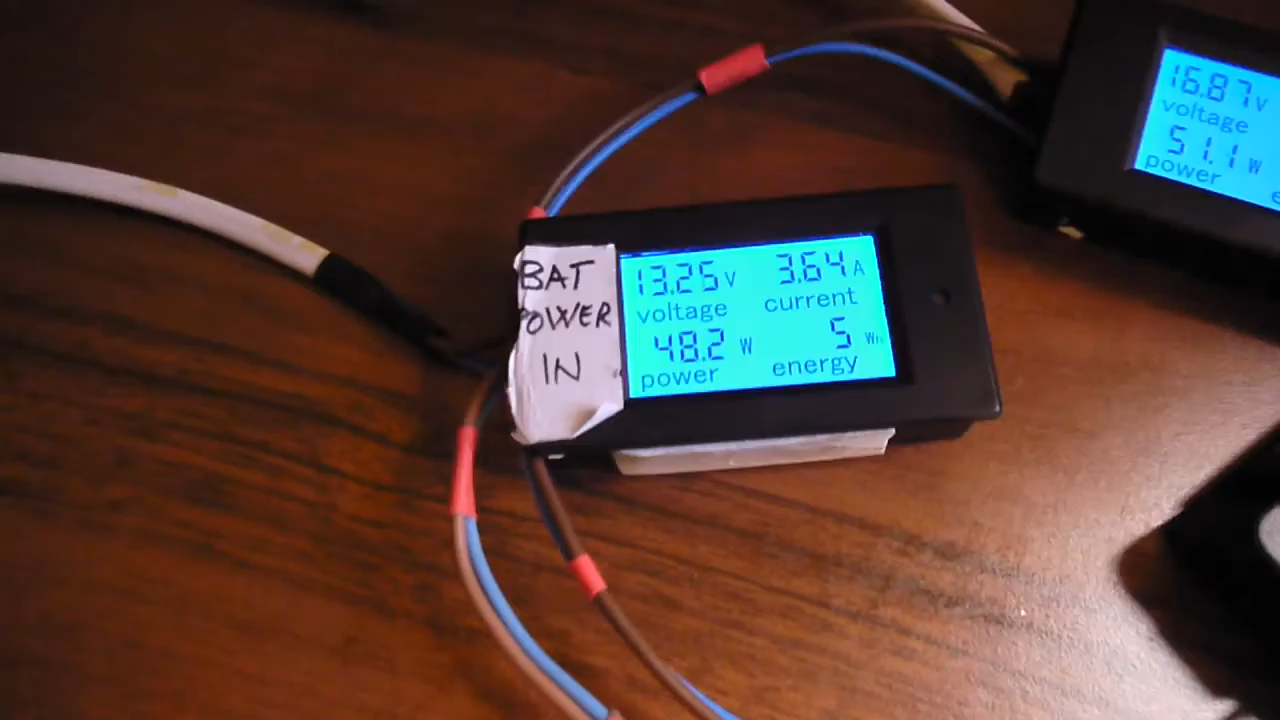 BAT
POWER
IN
13.25 V 3.64 A
voltage current
48.2 W 5 Wh
power energy
16.87 V
voltage
51.1 W
power